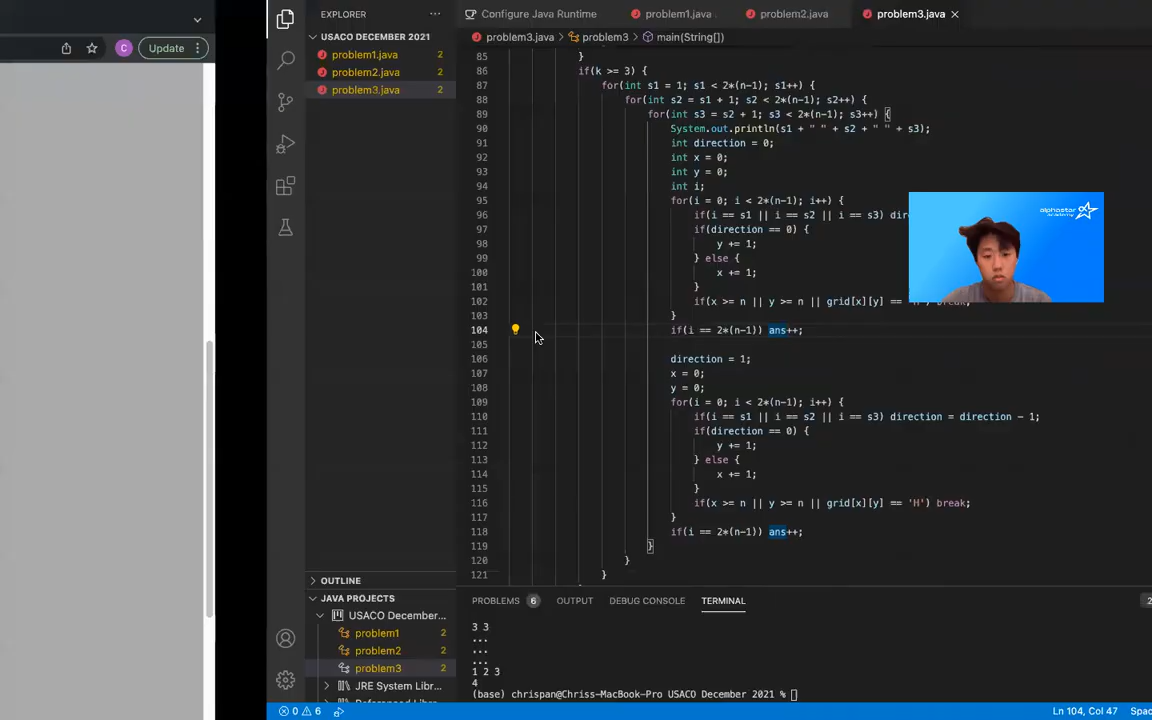 Update
EXPLORER
USACO DECEMBER 2021
problem1.java 2
problem2.java 2
problem3.java 2
OUTLINE
JAVA PROJECTS
USACO December...
problem1 2
problem2 2
problem3 2
JRE System Libr...
Configure Java Runtime
problem1.java
problem2.java
problem3.java
problem3.java > problem3 > main(String[])
85 }
86 if(k >= 3) {
87 for(int s1 = 1; s1 < 2*(n-1); s1++) {
88 for(int s2 = s1 + 1; s2 < 2*(n-1); s2++) {
89 for(int s3 = s2 + 1; s3 < 2*(n-1); s3++) {
90 System.out.println(s1 + " " + s2 + " " + s3);
91 int direction = 0;
92 int x = 0;
93 int y = 0;
94 int i;
95 for(i = 0; i < 2*(n-1); i++) {
96 if(i == s1 || i == s2 || i == s3)
97 if(direction == 0) {
98 y += 1;
99 } else {
100 x += 1;
101 }
102 if(x >= n || y >= n || grid[x][y] ==
103 }
104 if(i == 2*(n-1)) ans++;
105
106 direction = 1;
107 x = 0;
108 y = 0;
109 for(i = 0; i < 2*(n-1); i++) {
110 if(i == s1 || i == s2 || i == s3) direction = direction - 1;
111 if(direction == 0) {
112 y += 1;
113 } else {
114 x += 1;
115 }
116 if(x >= n || y >= n || grid[x][y] == 'H') break;
117 }
118 if(i == 2*(n-1)) ans++;
119 }
120 }
121 }
alphastar
Academy
PROBLEMS 6 OUTPUT DEBUG CONSOLE TERMINAL
3 3
...
...
...
1 2 3
4
(base) chrispan@Chriss-MacBook-Pro USACO December 2021 %
0 6
Ln 104, Col 47